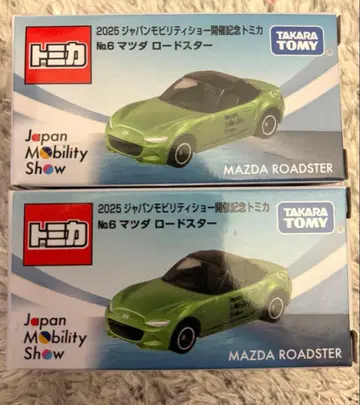 トミカ
2025 ジャパンモビリティショー開催記念トミカ
No.6 マツダ ロードスター
TAKARA
TOMY
Japan
Mobility
Show
MAZDA ROADSTER
トミカ
2025 ジャパンモビリティショー開催記念トミカ
No.6 マツダ ロードスター
TAKARA
TOMY
Japan
Mobility
Show
MAZDA ROADSTER